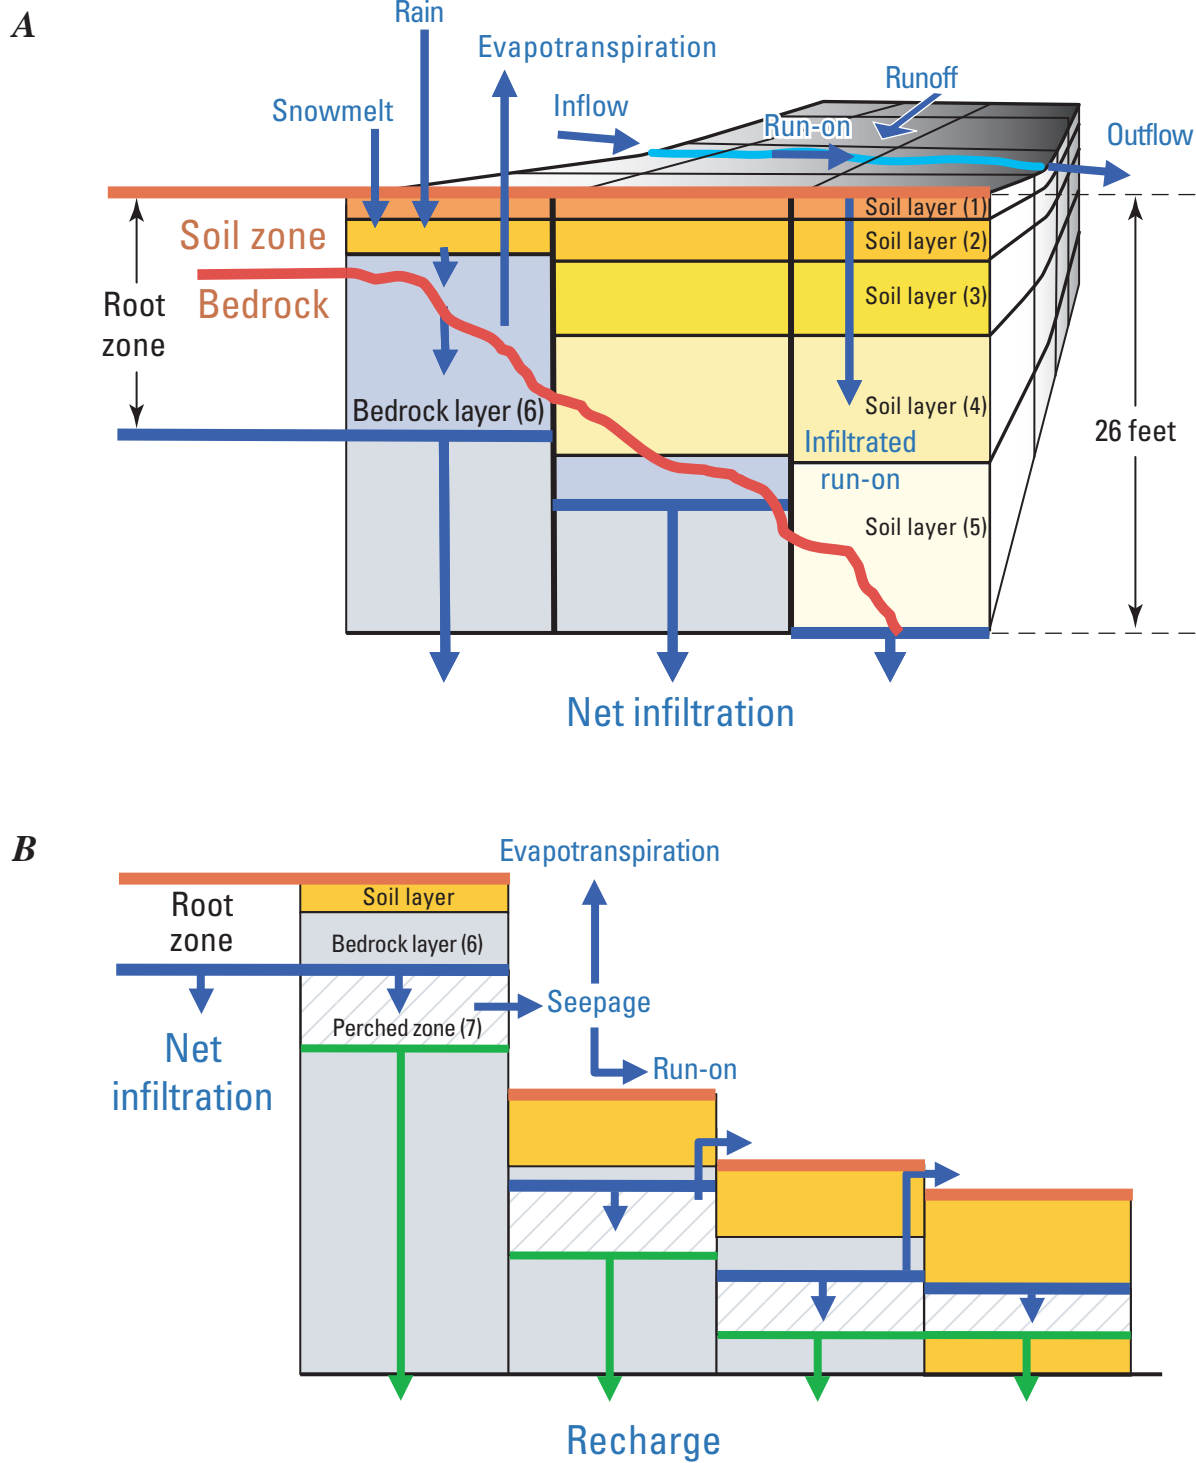 A
Rain
Evapotranspiration
Snowmelt
Inflow
Runoff
Run-on
Outflow
Soil zone
Bedrock
Root
zone
Soil layer (1)
Soil layer (2)
Soil layer (3)
Bedrock layer (6)
Soil layer (4)
Infiltrated
run-on
Soil layer (5)
26 feet
Net infiltration
B
Evapotranspiration
Root
zone
Soil layer
Bedrock layer (6)
Seepage
Perched zone (7)
Net
infiltration
Run-on
Recharge